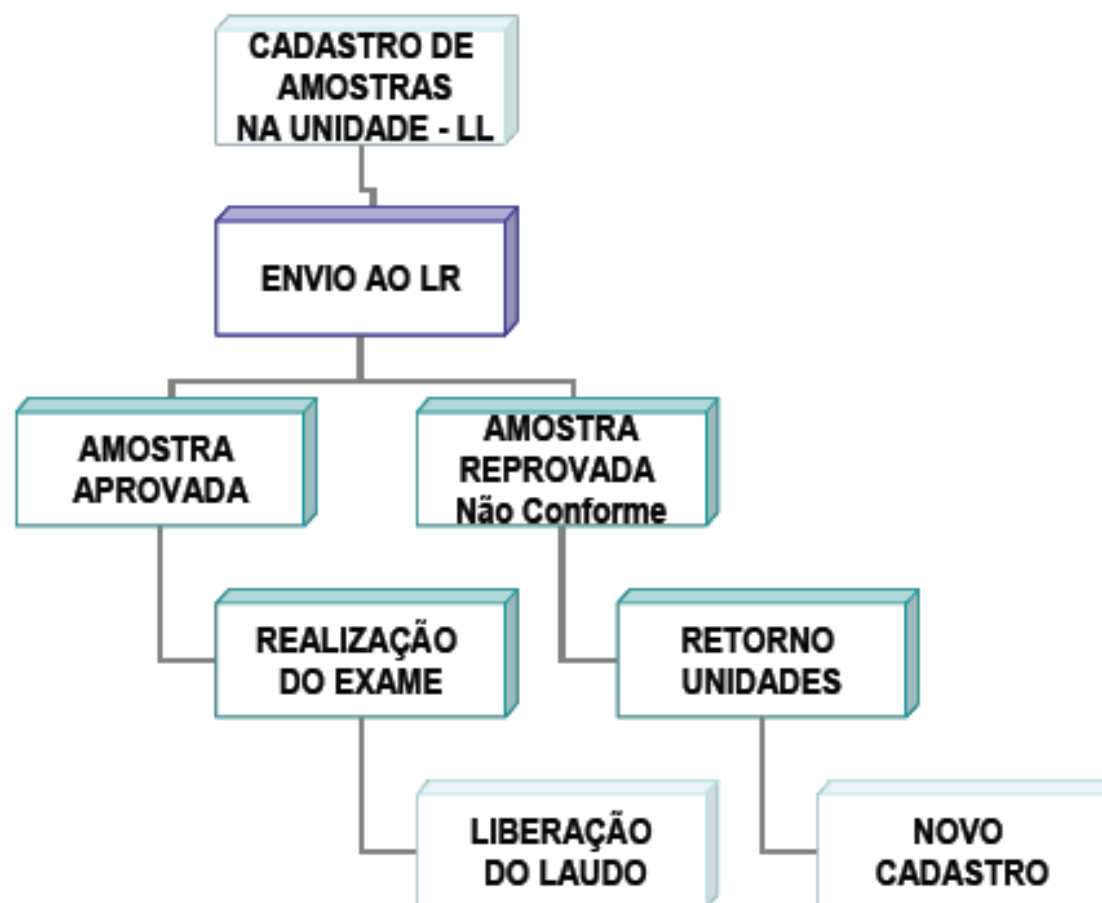 CADASTRO DE
AMOSTRAS
NA UNIDADE - LL
ENVIO AO LR
AMOSTRA
APROVADA
AMOSTRA
REPROVADA
Não Conforme
REALIZAÇÃO
DO EXAME
RETORNO
UNIDADES
LIBERAÇÃO
DO LAUDO
NOVO
CADASTRO